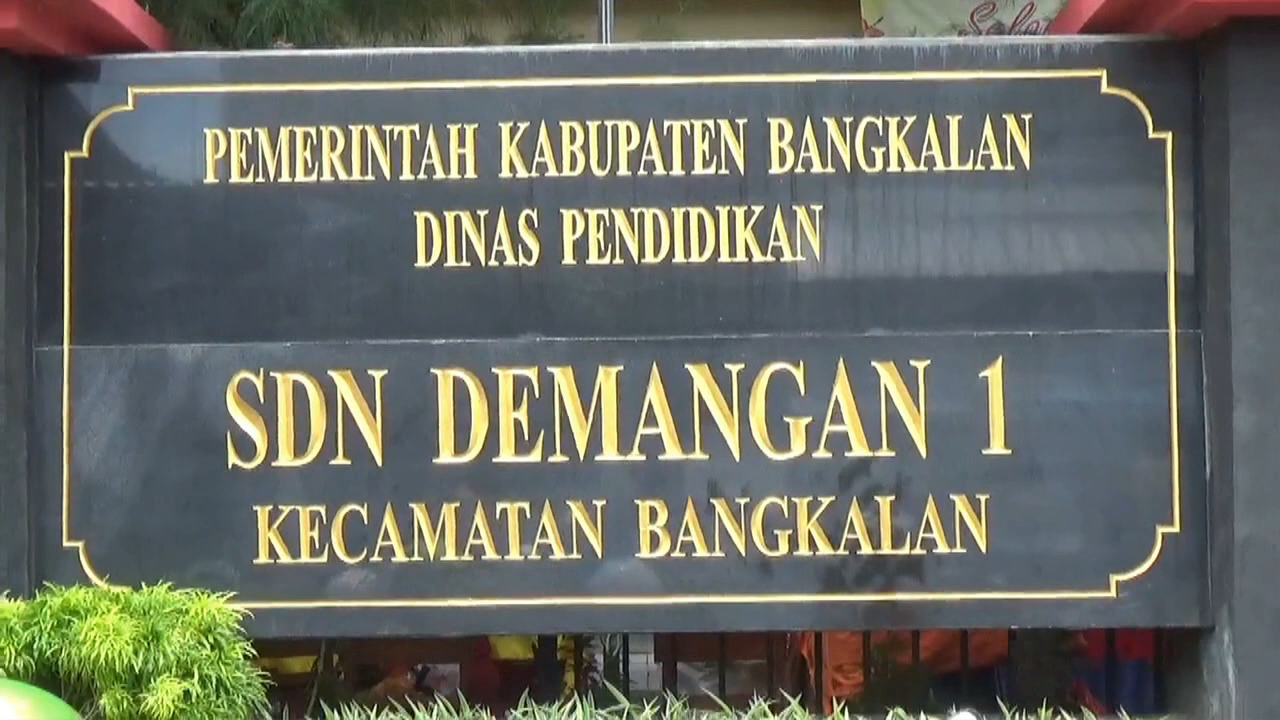 PEMERINTAH KABUPATEN BANGKALAN
DINAS PENDIDIKAN
SDN DEMANGAN 1
KECAMATAN BANGKALAN